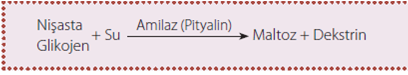 Nişasta
Glikojen
+ Su
Amilaz (Pityalin)
Maltoz + Dekstrin